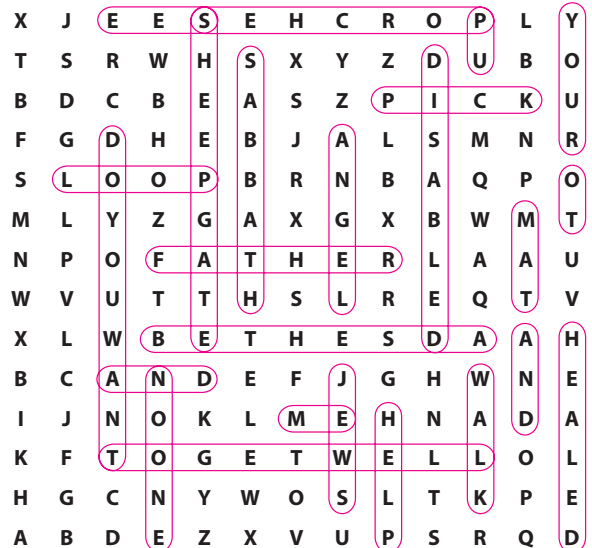 X J E E S E H C R O P L Y
T S R W H S X Y Z D U B O
B D C B E A S Z P I C K U
F G D H E B J A L S M N R
S L O O P B R N B A Q P O
M L Y Z G A X G X B W M T
N P O F A T H E R L A A U
W V U T T H S L R E Q T V
X L W B E T H E S D A A H
B C A N D E F J G H W N E
I J N O K L M E H N A D A
K F T O G E T W E L L O L
H G C N Y W O S L T K P E
A B D E Z X V U P S R Q D